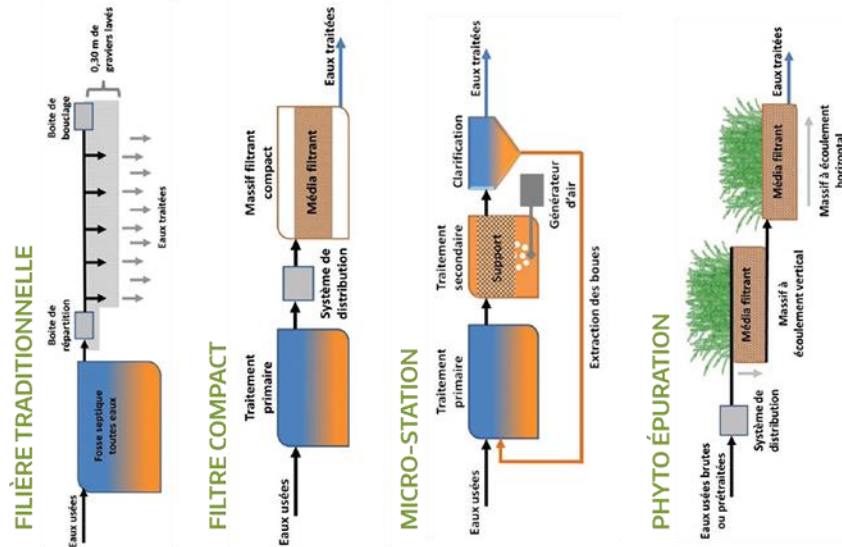 FILIÈRE TRADITIONNELLE
Eaux usées
Fosse septique
toutes eaux
Boite de
répartition
Boite de
bouclage
0,30 m de
graviers lavés
Eaux traitées
FILTRE COMPACT
Eaux usées
Traitement
primaire
Système de
distribution
Massif filtrant
compact
Média filtrant
Eaux traitées
MICRO-STATION
Eaux usées
Traitement
primaire
Traitement
secondaire
Support
Clarification
Générateur
d'air
Eaux traitées
Extraction des boues
PHYTO ÉPURATION
Eaux usées brutes
ou prétraitées
Système de
distribution
Média filtrant
Massif à
écoulement vertical
Média filtrant
Massif à écoulement
horizontal
Eaux traitées